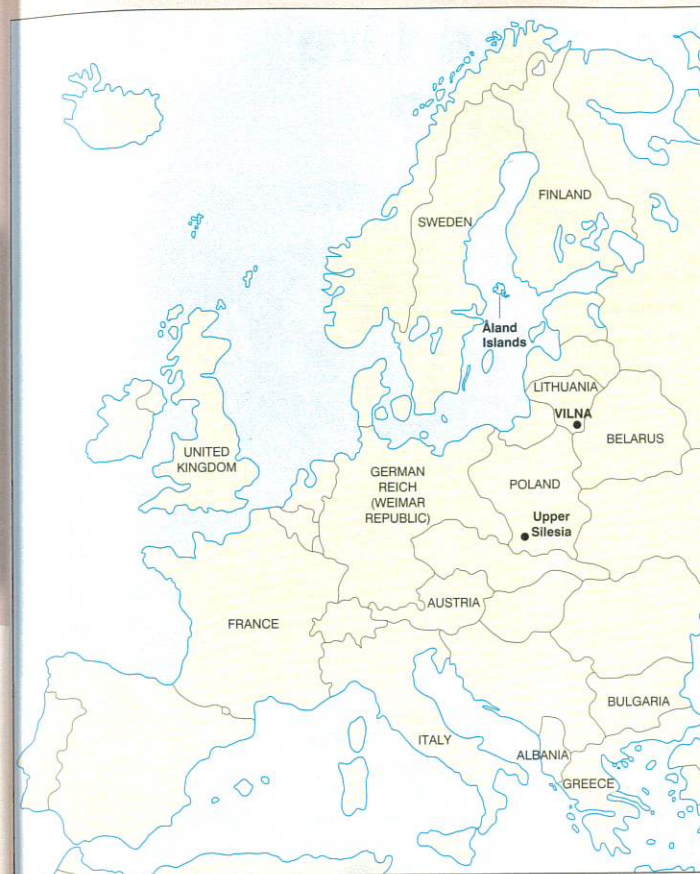 FINLAND
SWEDEN
Åland
Islands
LITHUANIA
VILNA
BELARUS
UNITED
KINGDOM
GERMAN
REICH
(WEIMAR
REPUBLIC)
POLAND
Upper
Silesia
AUSTRIA
FRANCE
BULGARIA
ITALY
ALBANIA
GREECE